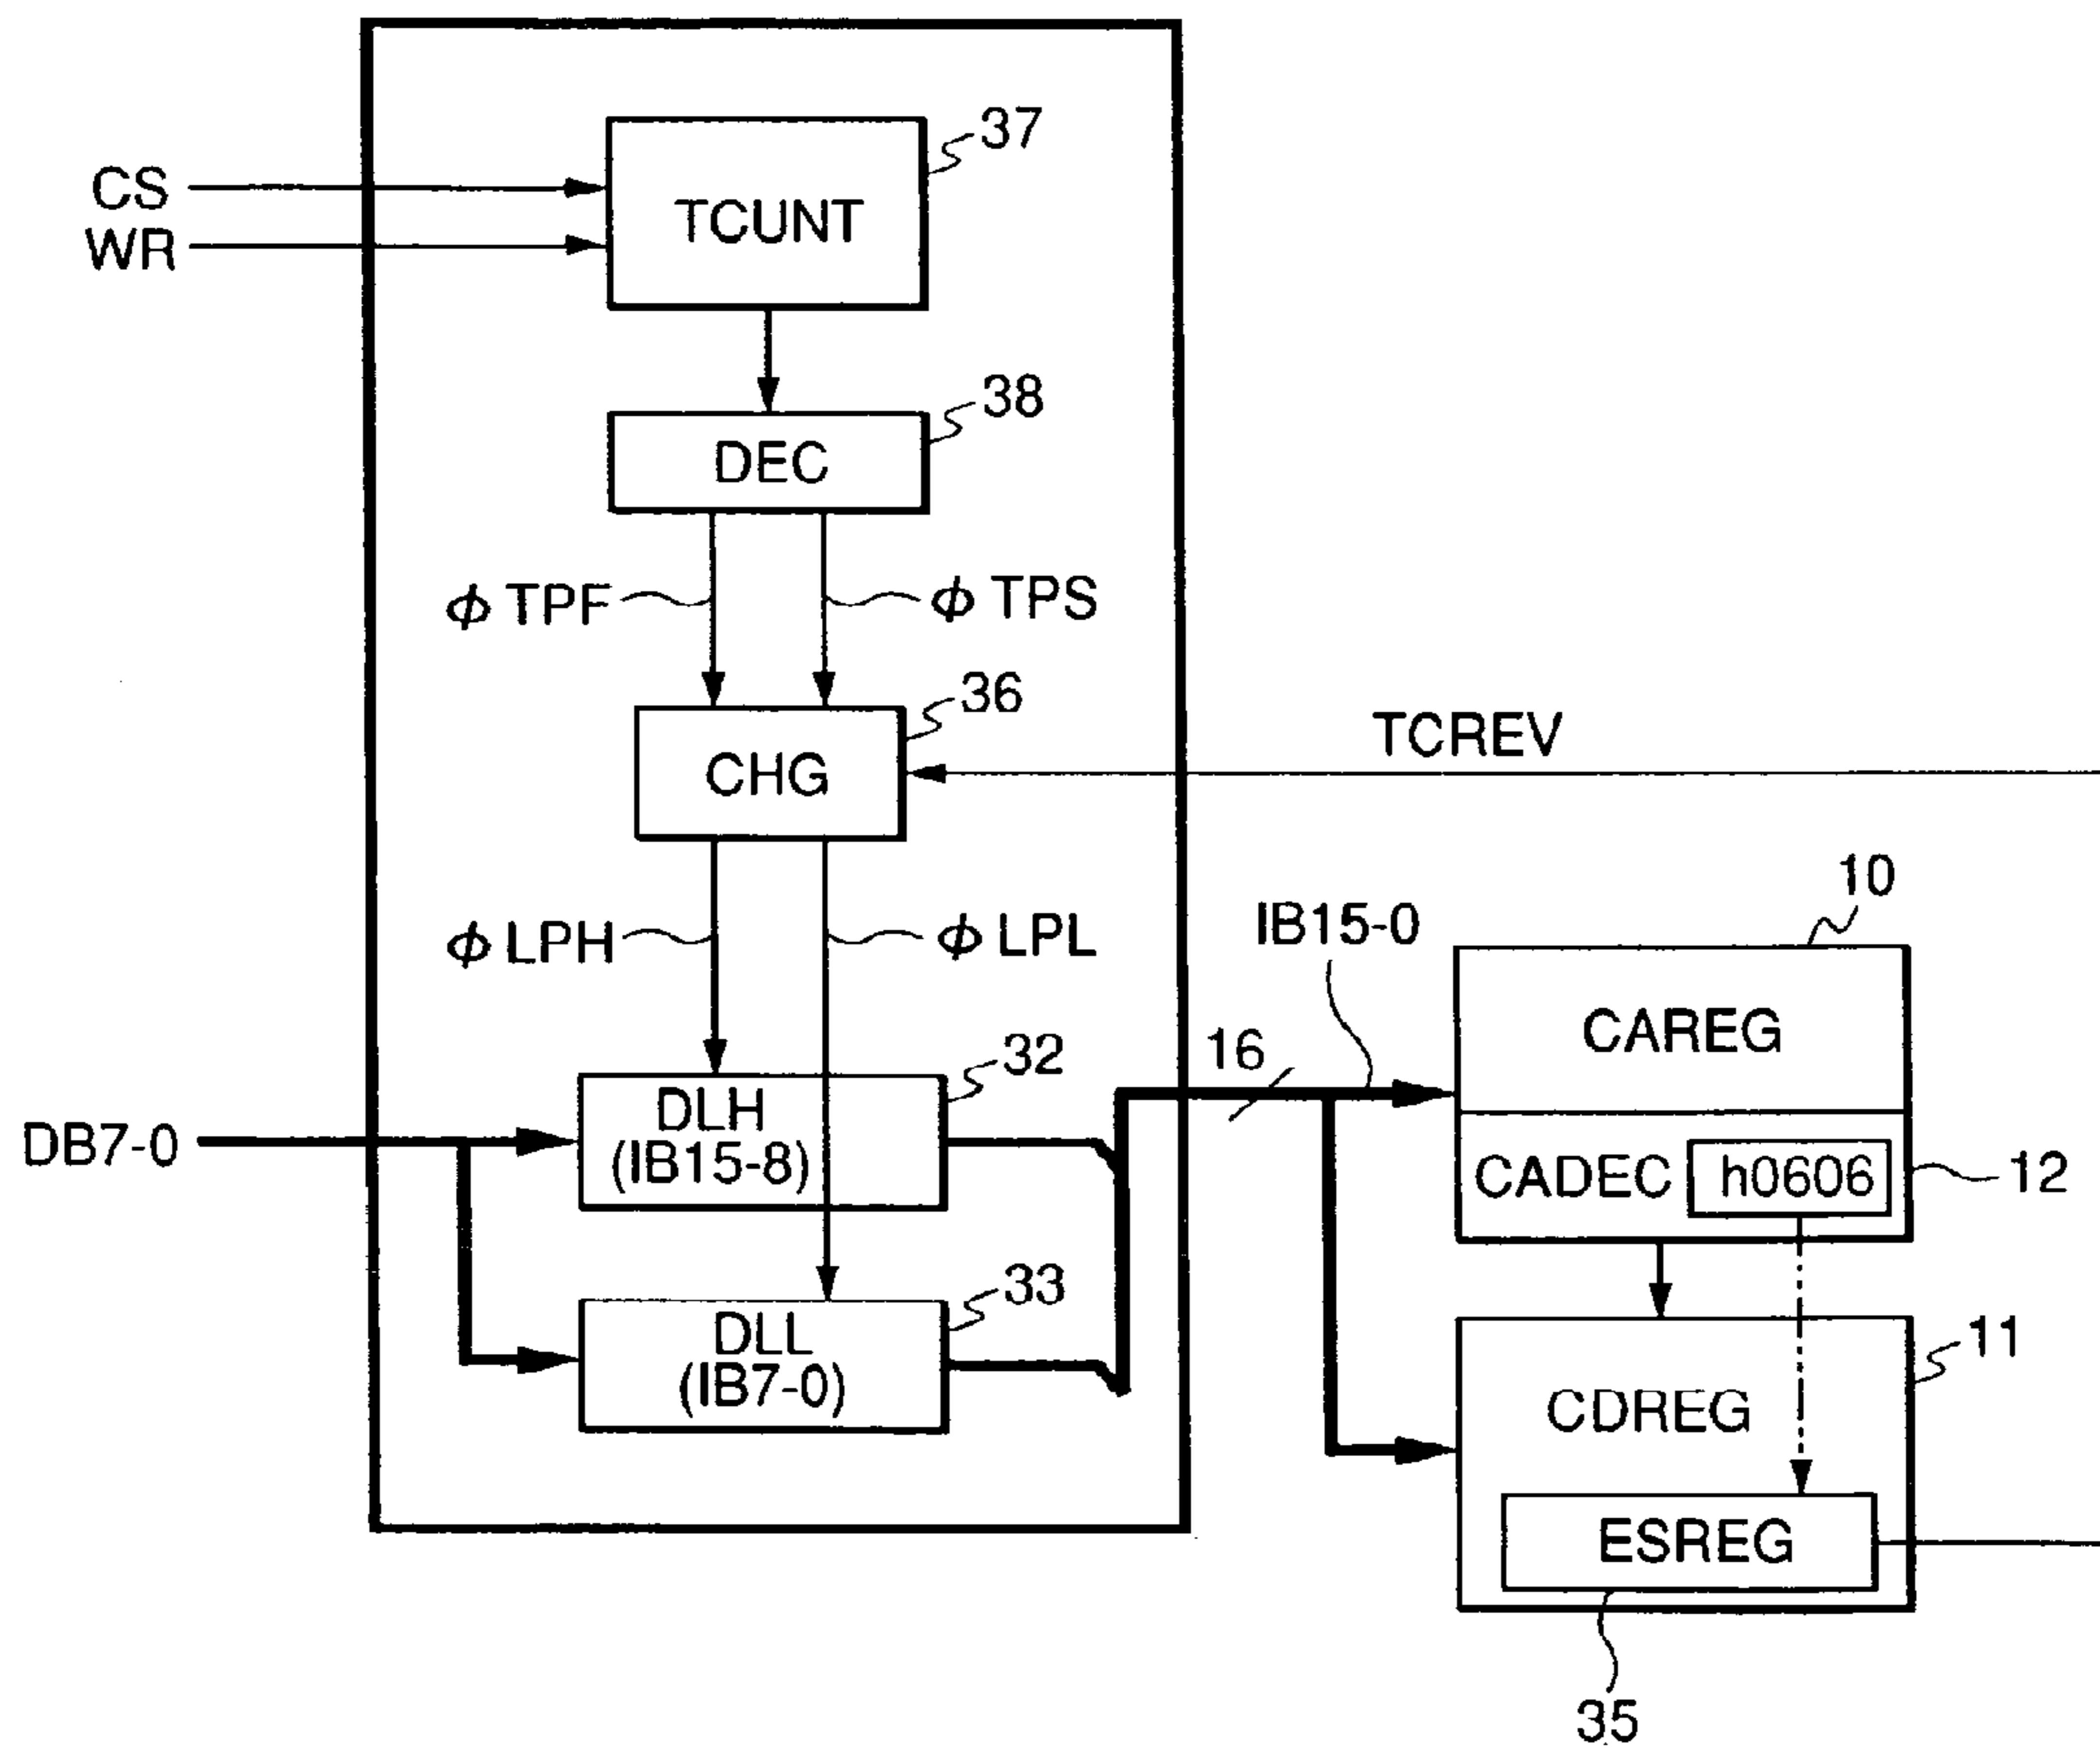 37
CS
TCUNT
WR
38
DEC
ϕ TPF
ϕ TPS
36
CHG
TCREV
10
ϕ LPH
ϕ LPL
IB15-0
CAREG
16
32
DLH
(IB15-8)
DB7-0
CADEC
h0606
12
33
DLL
(IB7-0)
11
CDREG
ESREG
35